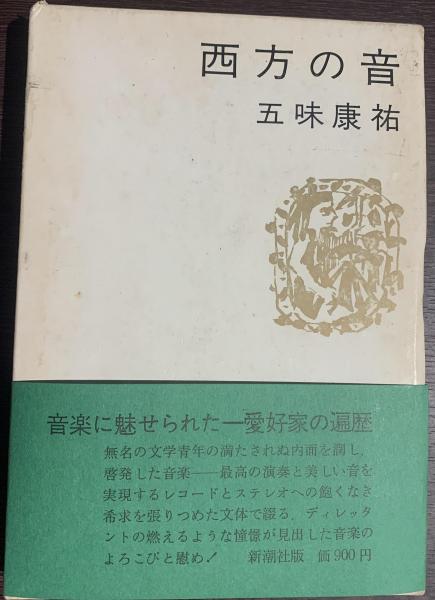 西方の音
五味康祐
音楽に魅せられた一愛好家の遍歴
無名の文学青年の満たされぬ内面を潤し,
啓発した音楽——最高の演奏と美しい音を
実現するレコードとステレオへの飽くなき
希求を張りつめた文体で綴る. ディレッタ
ントの燃えるような憧憬が見出した音楽の
よろこびと慰め! 新潮社版 価900円